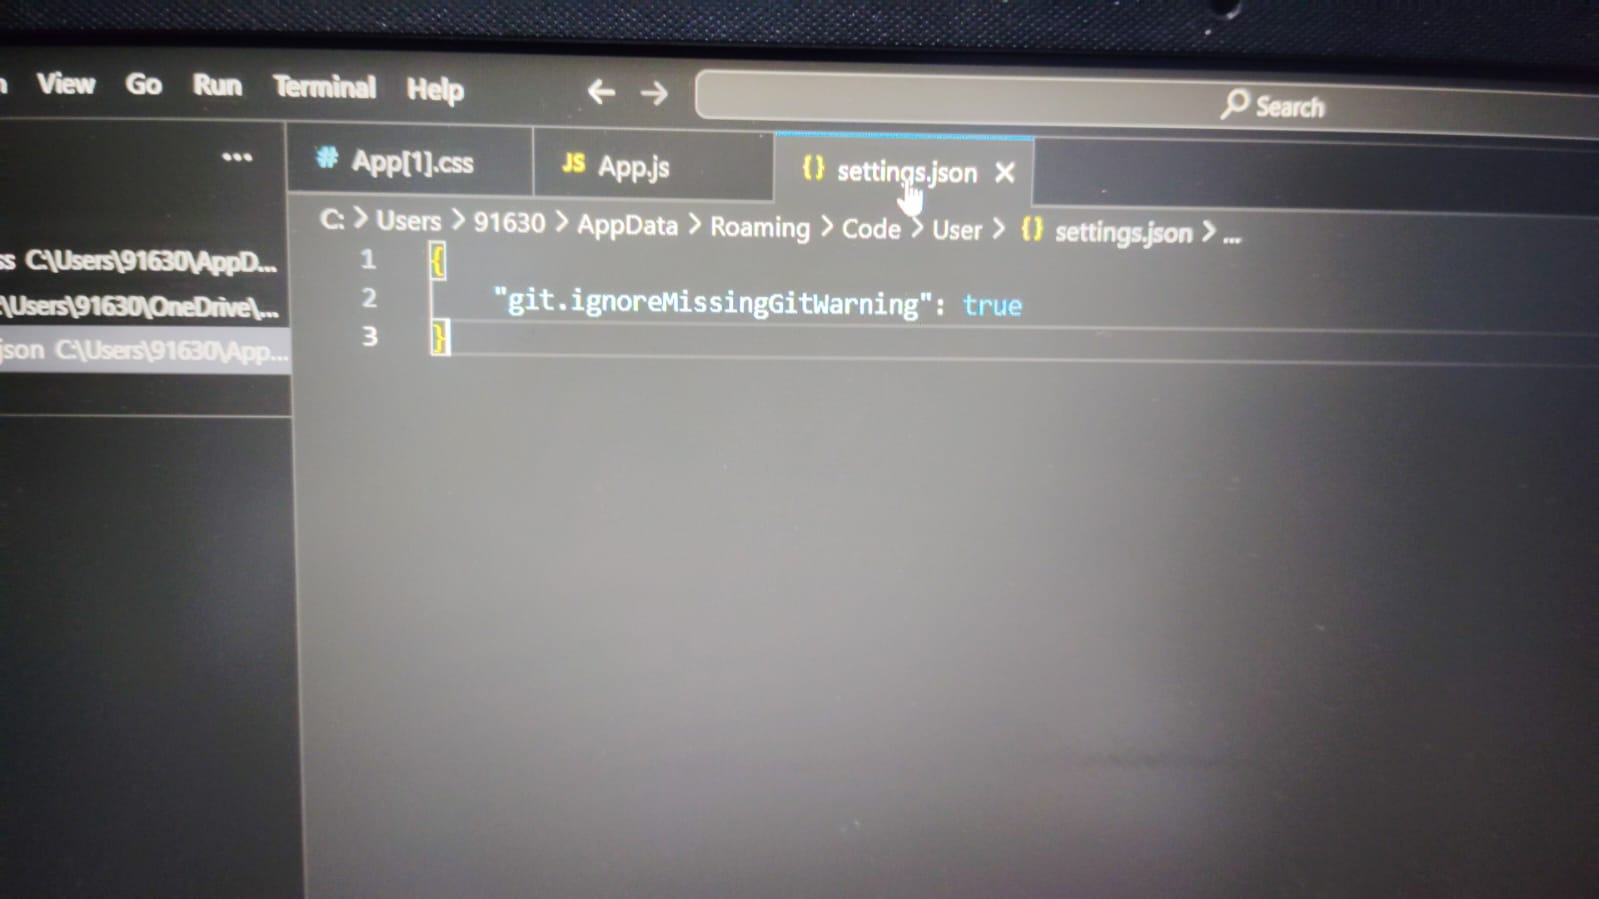 View Go Run Terminal Help
Search
App[1].css
JS App.js
{} settings.json
C: > Users > 91630 > AppData > Roaming > Code > User > {} settings.json > ...
C:\Users\91630\AppD...
\Users\91630\OneDrive\...
json C:\Users\91630\App...
1 {
2 "git.ignoreMissingGitWarning": true
3 }